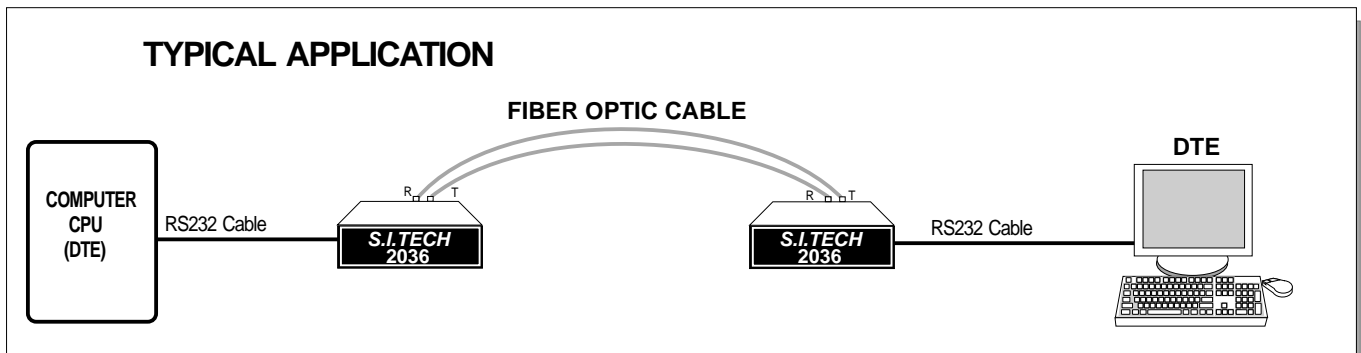 TYPICAL APPLICATION
FIBER OPTIC CABLE
DTE
COMPUTER
CPU
(DTE)
RS232 Cable
R T
S.I.TECH
2036
R T
S.I.TECH
2036
RS232 Cable